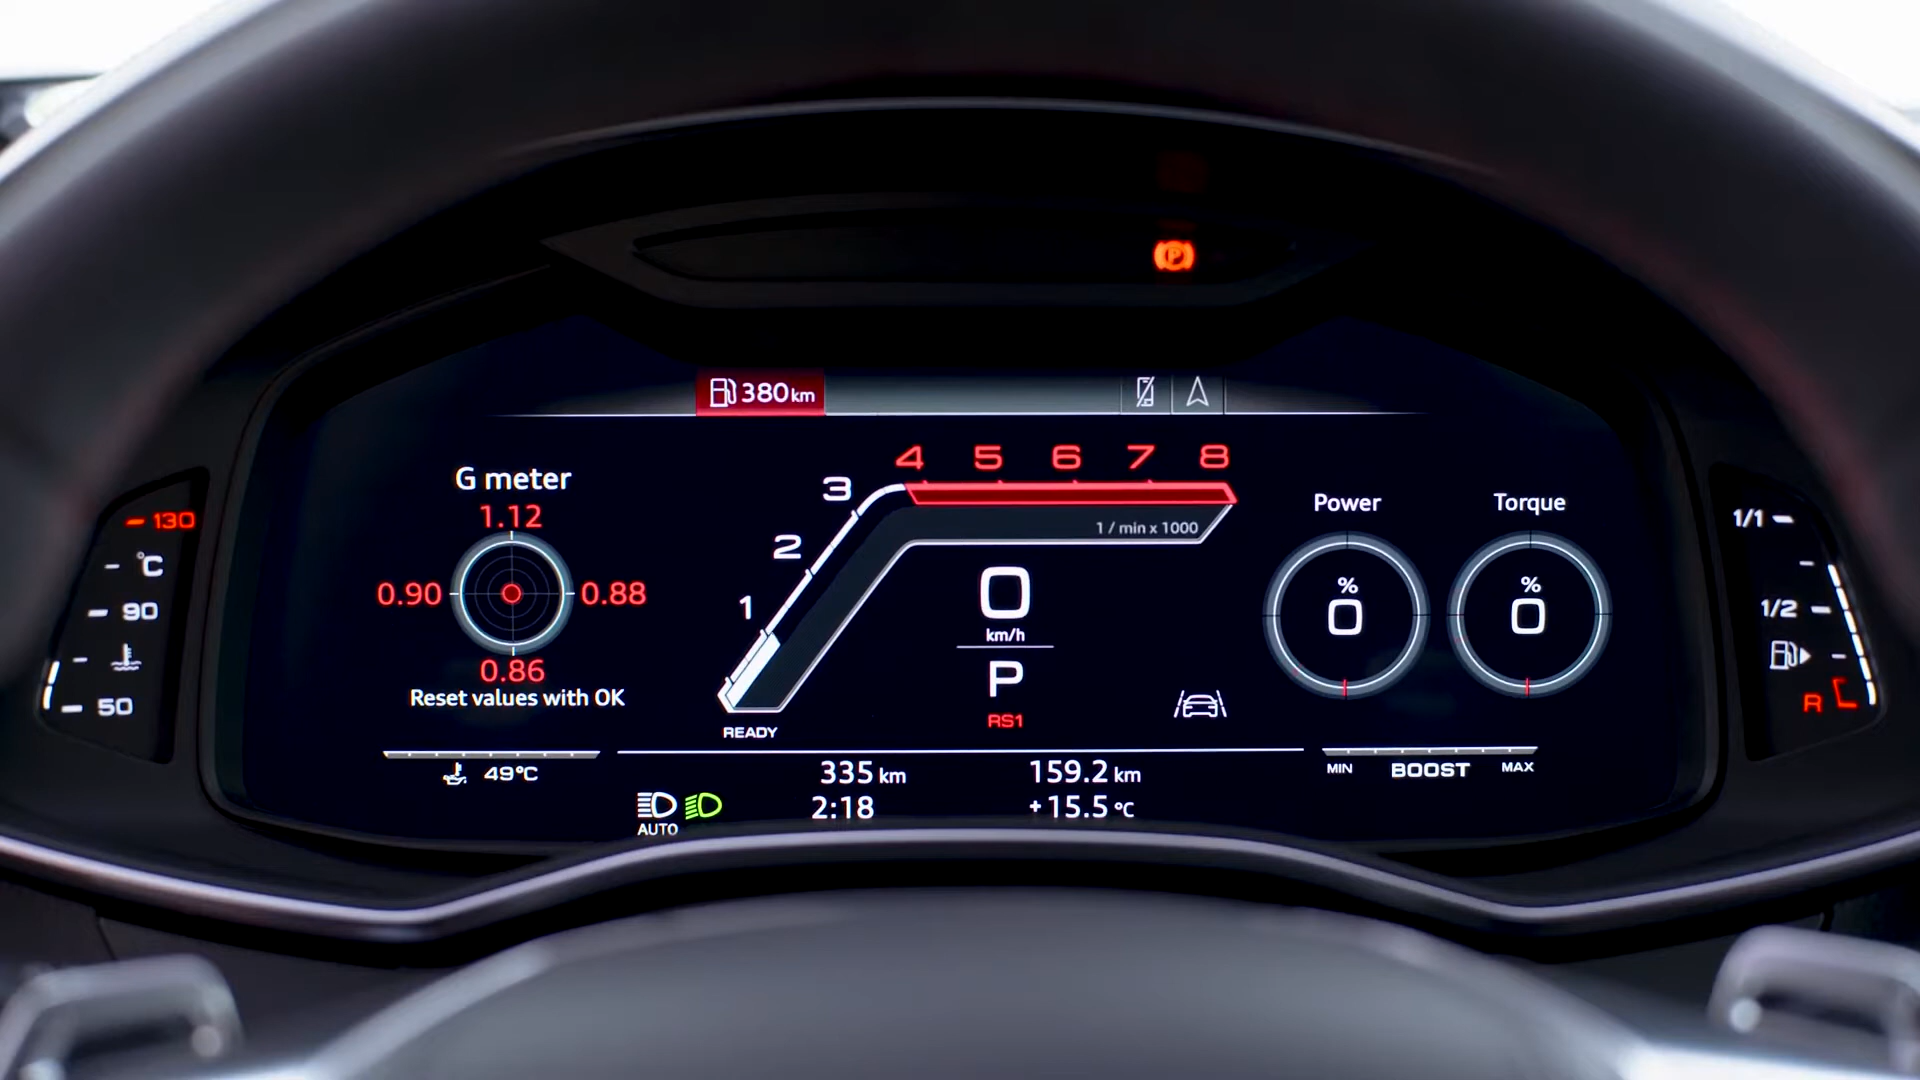 P
380 km
G meter
1.12
0.90
0.88
0.86
Reset values with OK
130
°C
90
50
1
2
3
4 5 6 7 8
1 / min x 1000
0
km/h
P
RS1
READY
Power
%
0
Torque
%
0
1/1
1/2
R
49°C
335 km
159.2 km
MIN BOOST MAX
AUTO
2:18
+15.5 °C